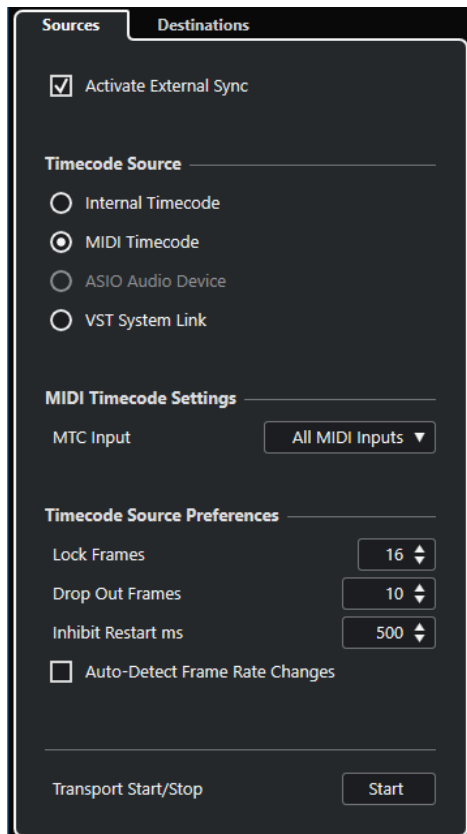 Sources Destinations
Activate External Sync
Timecode Source
Internal Timecode
MIDI Timecode
ASIO Audio Device
VST System Link
MIDI Timecode Settings
MTC Input All MIDI Inputs
Timecode Source Preferences
Lock Frames 16
Drop Out Frames 10
Inhibit Restart ms 500
Auto-Detect Frame Rate Changes
Transport Start/Stop Start